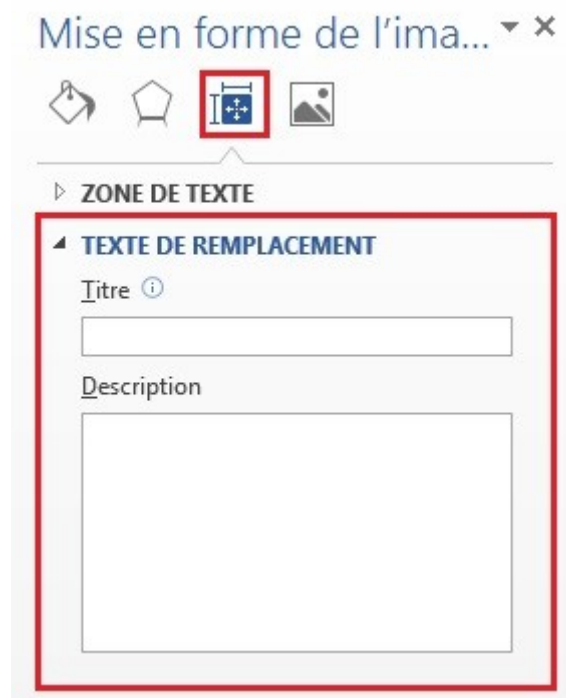 Mise en forme de l'ima...
ZONE DE TEXTE
TEXTE DE REMPLACEMENT
Titre
Description